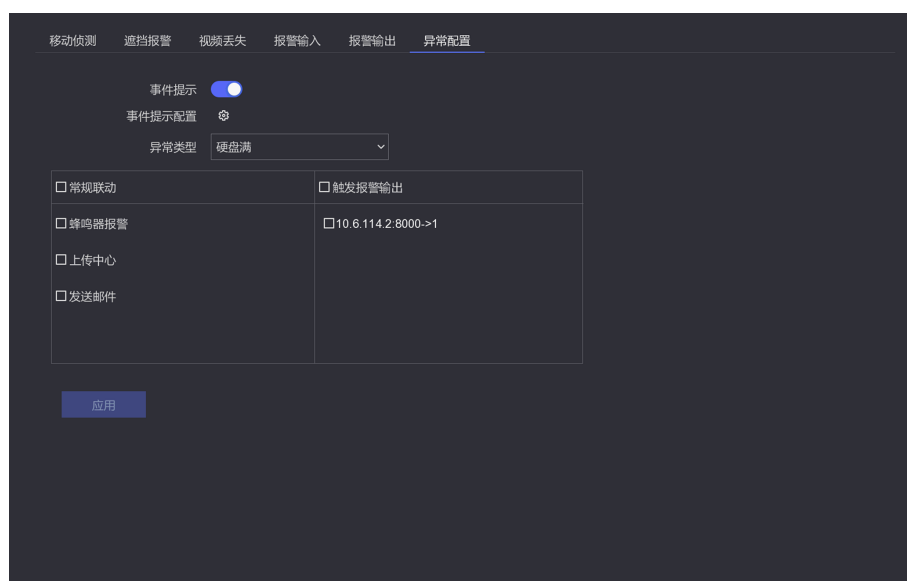 移动侦测 遮挡报警 视频丢失 报警输入 报警输出 异常配置
事件提示
事件提示配置
异常类型 硬盘满
常规联动 触发报警输出
蜂鸣器报警 10.6.114.2:8000->1
上传中心
发送邮件
应用